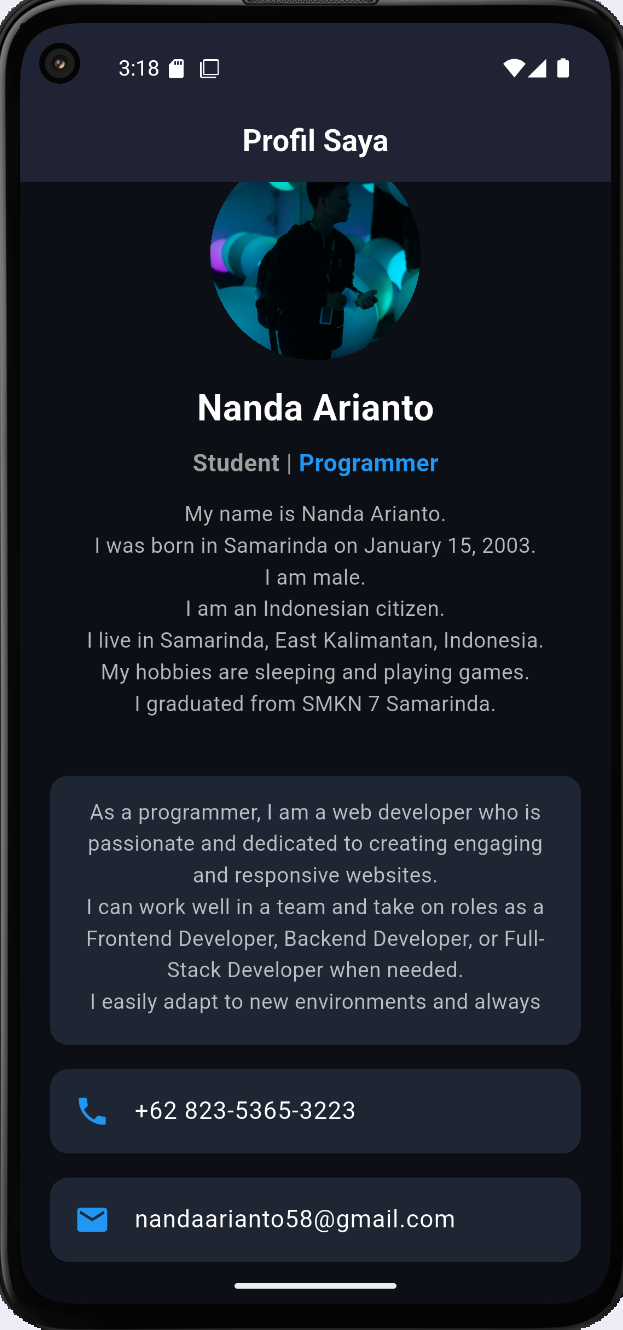 3:18
Profil Saya
Nanda Arianto
Student | Programmer
My name is Nanda Arianto.
I was born in Samarinda on January 15, 2003.
I am male.
I am an Indonesian citizen.
I live in Samarinda, East Kalimantan, Indonesia.
My hobbies are sleeping and playing games.
I graduated from SMKN 7 Samarinda.
As a programmer, I am a web developer who is
passionate and dedicated to creating engaging
and responsive websites.
I can work well in a team and take on roles as a
Frontend Developer, Backend Developer, or Full-
Stack Developer when needed.
I easily adapt to new environments and always
+62 823-5365-3223
nandaarianto58@gmail.com